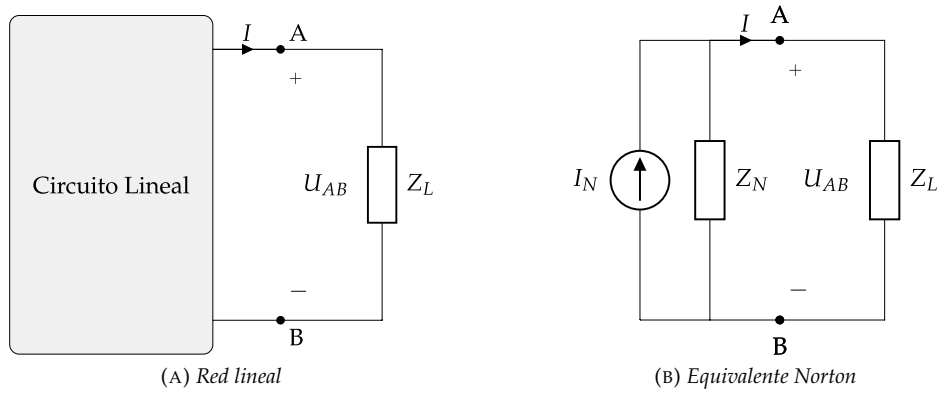 I
A
+
Circuito Lineal
U_AB
Z_L
−
B
(A) Red lineal
I
A
+
I_N
Z_N
U_AB
Z_L
−
B
(B) Equivalente Norton